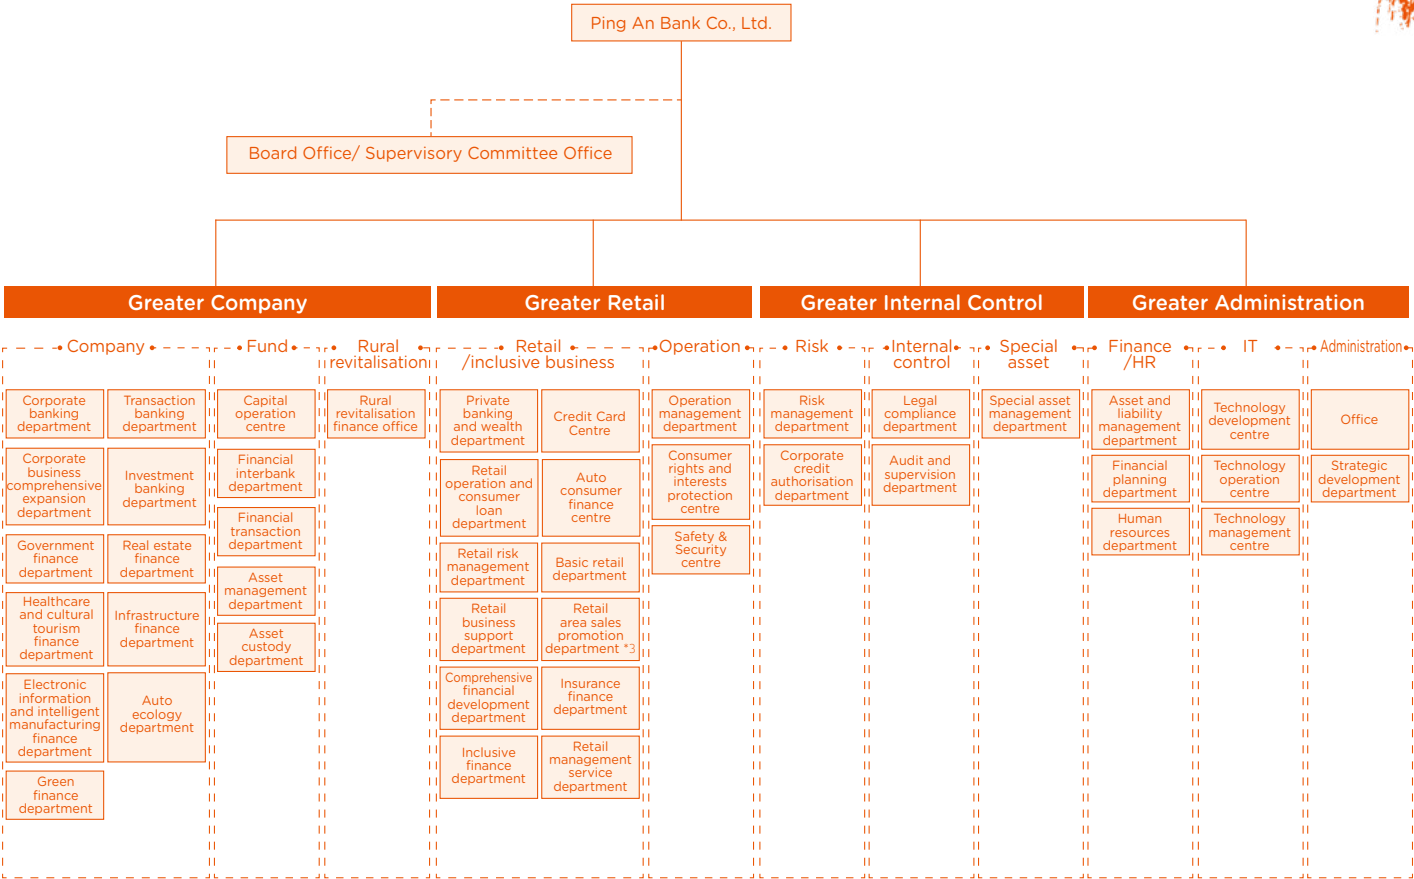 Ping An Bank Co., Ltd.
Board Office/ Supervisory Committee Office
Greater Company
Greater Retail
Greater Internal Control
Greater Administration
Company
Fund
Rural
revitalisation
Retail
/inclusive business
Operation
Risk
Internal
control
Special
asset
Finance
/HR
IT
Administration
Corporate
banking
department
Transaction
banking
department
Corporate
business
comprehensive
expansion
department
Investment
banking
department
Government
finance
department
Real estate
finance
department
Healthcare
and cultural
tourism
finance
department
Infrastructure
finance
department
Electronic
information
and intelligent
manufacturing
finance
department
Auto
ecology
department
Green
finance
department
Capital
operation
centre
Financial
interbank
department
Financial
transaction
department
Asset
management
department
Asset
custody
department
Rural
revitalisation
finance office
Private
banking
and wealth
department
Credit Card
Centre
Retail
operation and
consumer
loan
department
Auto
consumer
finance
centre
Retail risk
management
department
Basic retail
department
Retail
business
support
department
Retail
area sales
promotion
department *3
Comprehensive
financial
development
department
Insurance
finance
department
Inclusive
finance
department
Retail
management
service
department
Operation
management
department
Consumer
rights and
interests
protection
centre
Safety &
Security
centre
Risk
management
department
Corporate
credit
authorisation
department
Legal
compliance
department
Audit and
supervision
department
Special asset
management
department
Asset and
liability
management
department
Financial
planning
department
Human
resources
department
Technology
development
centre
Technology
operation
centre
Technology
management
centre
Office
Strategic
development
department